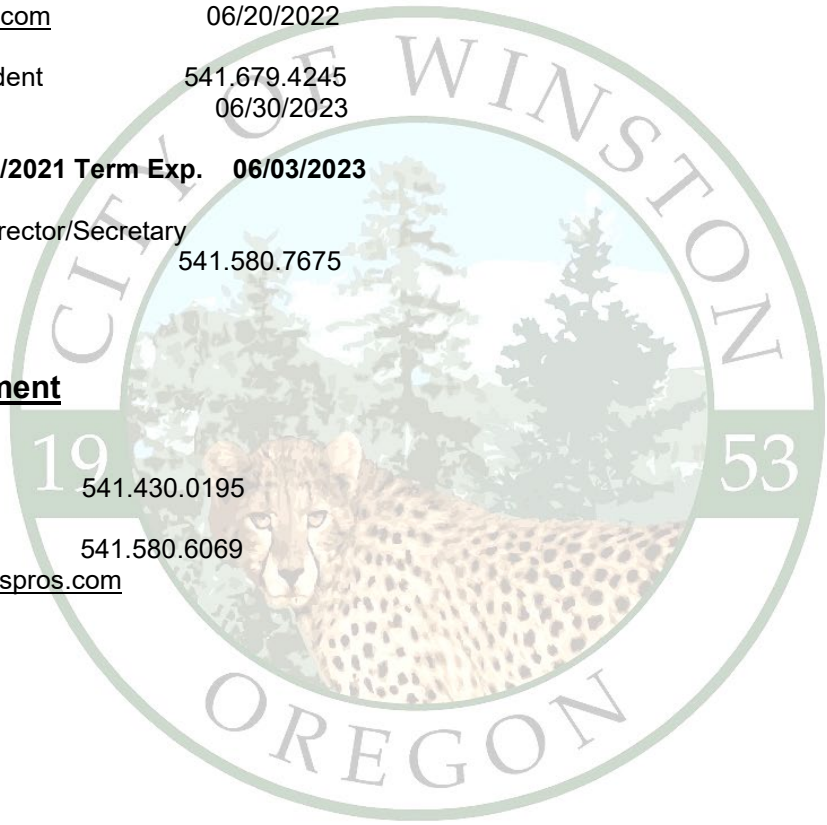 com 06/20/2022
dent 541.679.4245
06/30/2023
/2021 Term Exp. 06/03/2023
rector/Secretary
541.580.7675
ment
541.430.0195
541.580.6069
spros.com
CITY OF WINSTON
19 53
OREGON